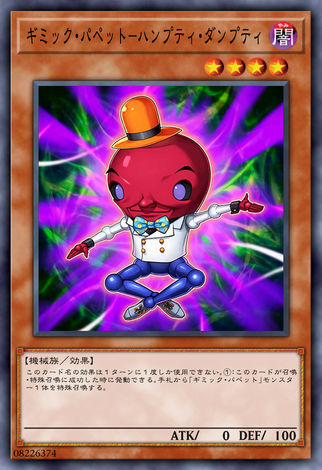 ギミック・パペット－ハンプティ・ダンプティ
闇
やみ
【機械族／効果】
このカード名の効果は１ターンに１度しか使用できない。①：このカードが召喚
・特殊召喚に成功した時に発動できる。手札から「ギミック・パペット」モンスタ
ー１体を特殊召喚する。
ATK/ 0 DEF/ 100
08226374